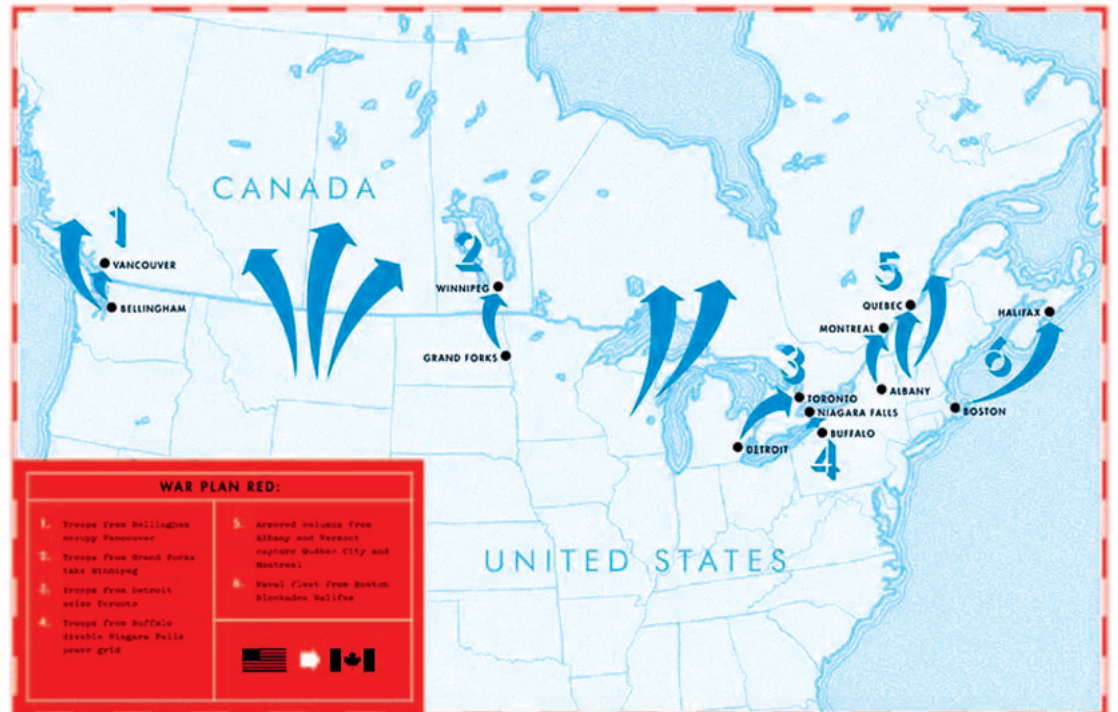 CANADA
1
VANCOUVER
BELLINGHAM
2
WINNIPEG
GRAND FORKS
5
QUEBEC
MONTREAL
HALIFAX
6
3
TORONTO
NIAGARA FALLS
ALBANY
BOSTON
DETROIT
BUFFALO
4
UNITED STATES
WAR PLAN RED:
1. Troops from Bellingham
occupy Vancouver
2. Troops from Grand Forks
take Winnipeg
3. Troops from Detroit
seize Toronto
4. Troops from Buffalo
disable Niagara Falls
power grid
5. Armored columns from
Albany and Vermont
capture Québec City and
Montreal
6. Naval fleet from Boston
blockades Halifax